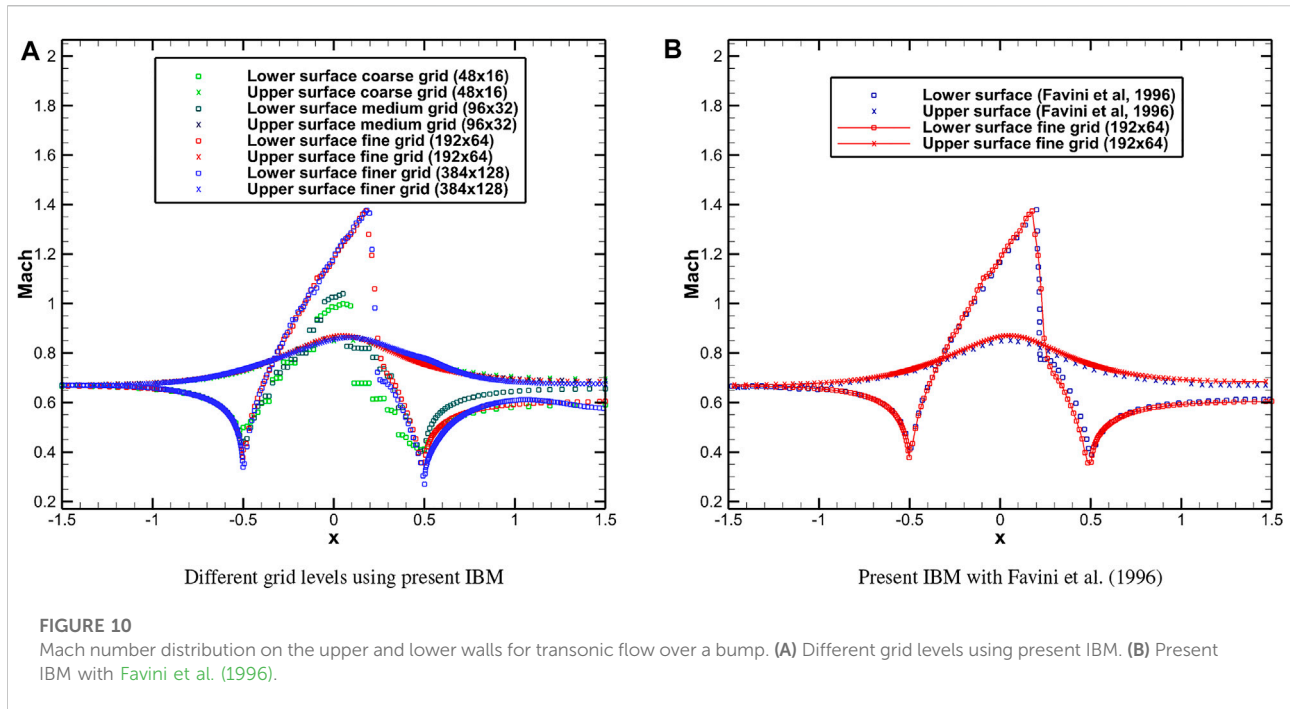 A
Lower surface coarse grid (48x16)
Upper surface coarse grid (48x16)
Lower surface medium grid (96x32)
Upper surface medium grid (96x32)
Lower surface fine grid (192x64)
Upper surface fine grid (192x64)
Lower surface finer grid (384x128)
Upper surface finer grid (384x128)
2
1.8
1.6
1.4
1.2
1
0.8
0.6
0.4
0.2
Mach
-1.5
-1
-0.5
0
0.5
1
1.5
x
Different grid levels using present IBM
B
Lower surface (Favini et al, 1996)
Upper surface (Favini et al, 1996)
Lower surface fine grid (192x64)
Upper surface fine grid (192x64)
2
1.8
1.6
1.4
1.2
1
0.8
0.6
0.4
0.2
Mach
-1.5
-1
-0.5
0
0.5
1
1.5
x
Present IBM with Favini et al. (1996)
FIGURE 10
Mach number distribution on the upper and lower walls for transonic flow over a bump. (A) Different grid levels using present IBM. (B) Present
IBM with Favini et al. (1996).